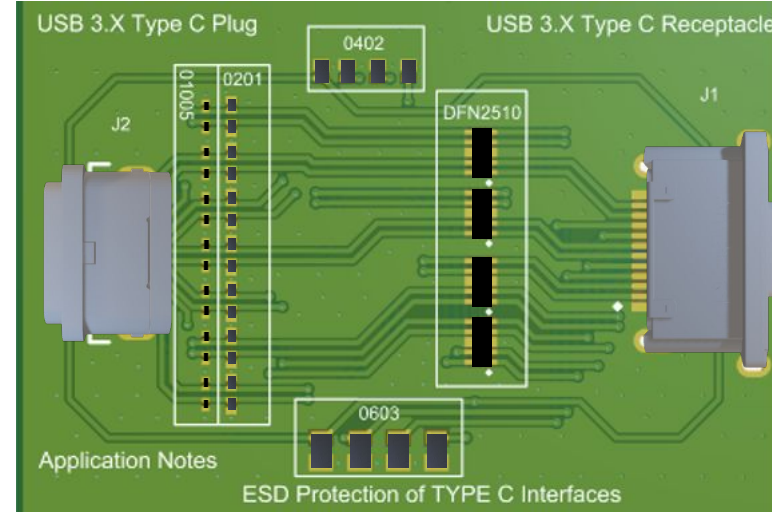 USB 3.X Type C Plug
USB 3.X Type C Receptacle
0402
01005
0201
J1
DFN2510
J2
0603
Application Notes
ESD Protection of TYPE C Interfaces